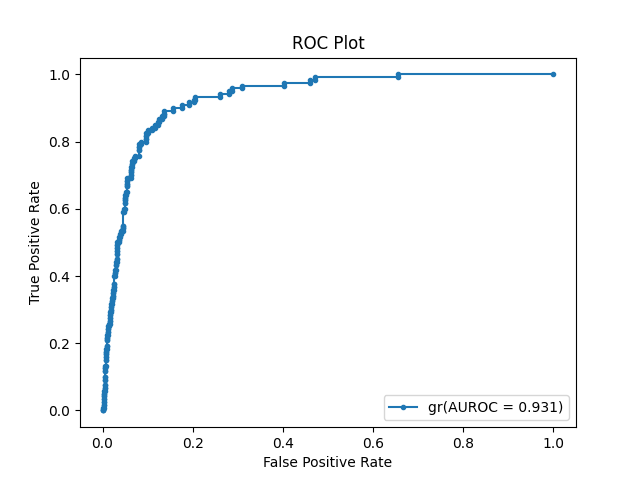 ROC Plot
1.0
0.8
0.6
0.4
0.2
0.0
True Positive Rate
0.0 0.2 0.4 0.6 0.8 1.0
False Positive Rate
gr(AUROC = 0.931)